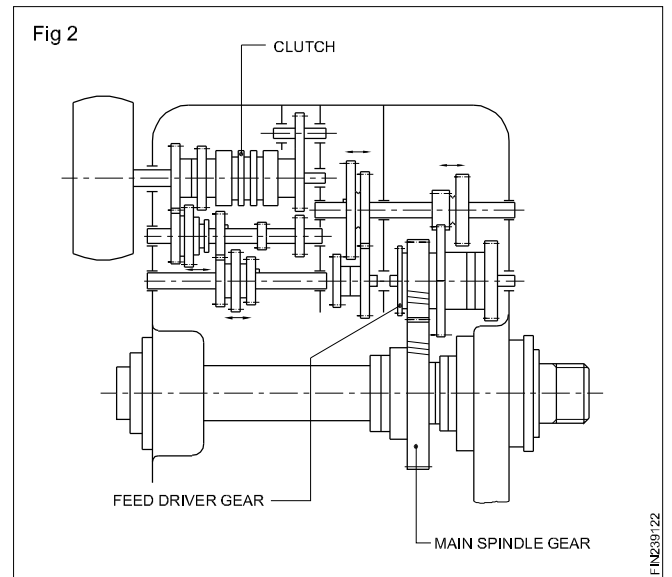 Fig 2
CLUTCH
FEED DRIVER GEAR
MAIN SPINDLE GEAR
FIN239122